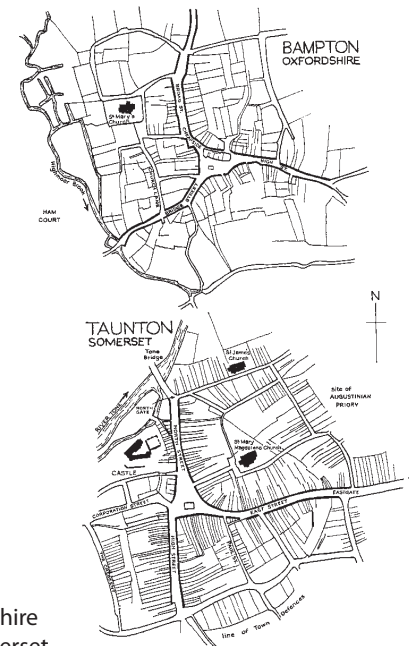 BAMPTON
OXFORDSHIRE
St Mary's
Church
HIGH
STREET
HAM
COURT
N
TAUNTON
SOMERSET
Tone
Bridge
St James
Church
RIVER TONE
NORTH
GATE
site of
AUGUSTINIAN
PRIORY
St Mary
Magdalene Church
CASTLE
CORPORATION STREET
EAST STREET
EASTGATE
HIGH STREET
line of Town Defences
hire
erset